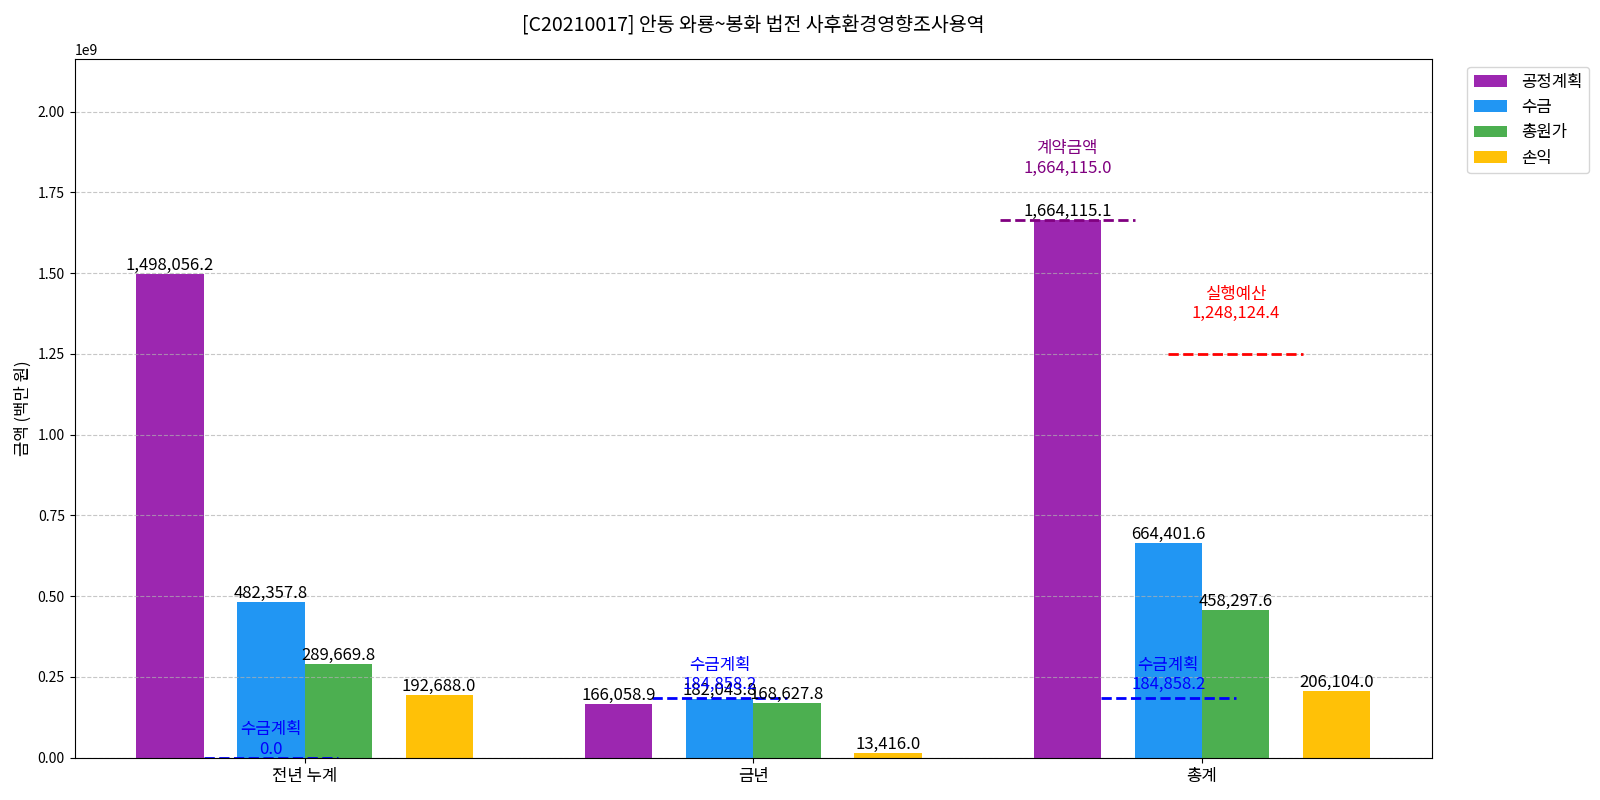 [C20210017] 안동 와룡~봉화 법전 사후환경영향조사용역
1e9
금액 (백만 원)
2.00
1.75
1.50
1.25
1.00
0.75
0.50
0.25
0.00
1,498,056.2
482,357.8
289,669.8
192,688.0
수금계획
0.0
전년 누계
166,058.9
수금계획
184,858.2
182,043.8
168,627.8
13,416.0
금년
계약금액
1,664,115.0
1,664,115.1
실행예산
1,248,124.4
664,401.6
458,297.6
수금계획
184,858.2
206,104.0
총계
공정계획
수금
총원가
손익